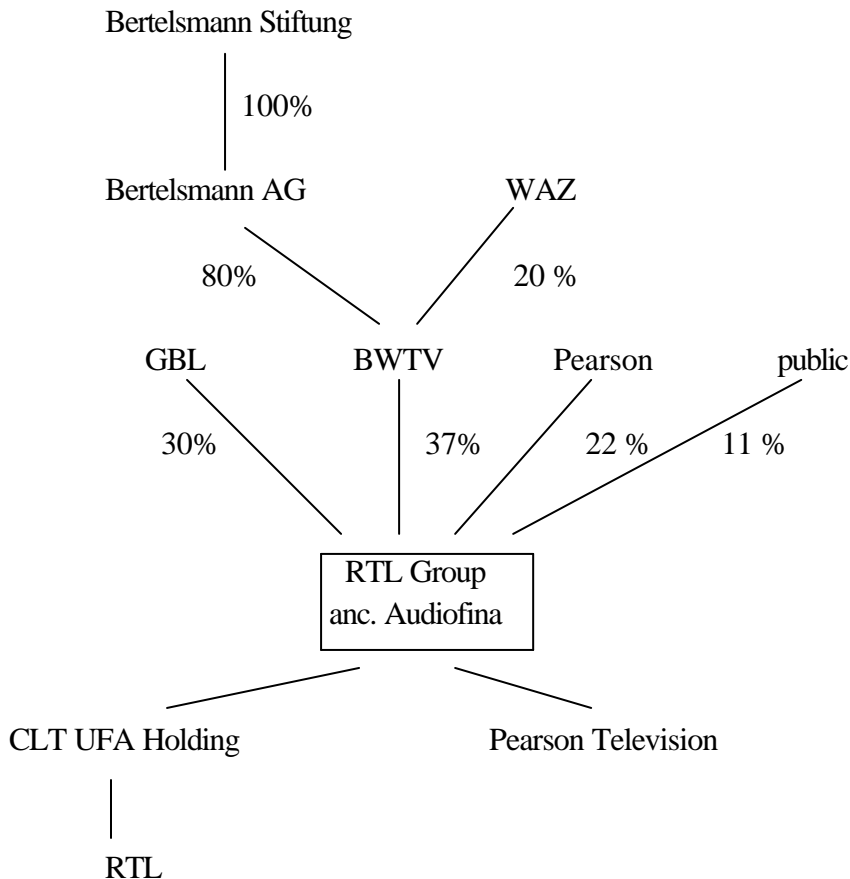 Bertelsmann Stiftung
100%
Bertelsmann AG WAZ
80% 20 %
GBL BWTV Pearson public
30% 37% 22 % 11 %
RTL Group
anc. Audiofina
CLT UFA Holding Pearson Television
RTL